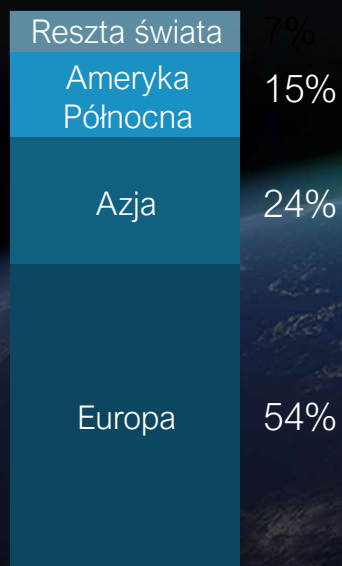 Reszta świata 7%
Ameryka
Północna
15%
Azja 24%
Europa 54%